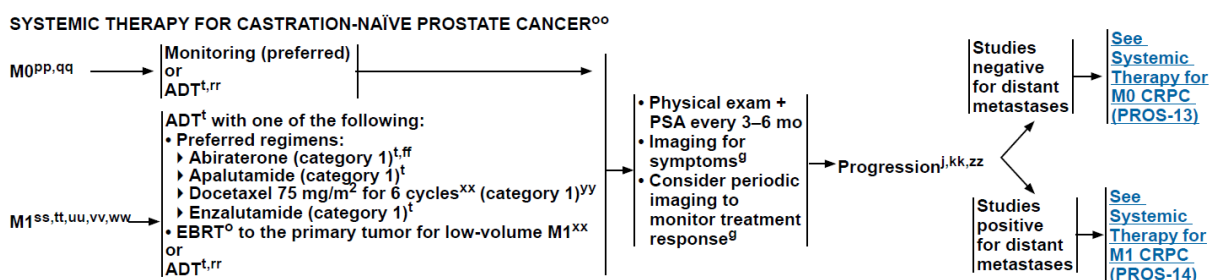 SYSTEMIC THERAPY FOR CASTRATION-NAÏVE PROSTATE CANCERoo
M0pp,qq
Monitoring (preferred)
or
ADTt,rr
M1ss,tt,uu,vv,ww
ADTt with one of the following:
• Preferred regimens:
Abiraterone (category 1)t,ff
Apalutamide (category 1)t
Docetaxel 75 mg/m2 for 6 cyclesxx (category 1)yy
Enzalutamide (category 1)t
• EBRTo to the primary tumor for low-volume M1xx
or
ADTt,rr
• Physical exam +
PSA every 3–6 mo
• Imaging for
symptomsg
• Consider periodic
imaging to
monitor treatment
responseg
Progressionj,kk,zz
Studies
negative
for distant
metastases
See
Systemic
Therapy for
M0 CRPC
(PROS-13)
Studies
positive
for distant
metastases
See
Systemic
Therapy for
M1 CRPC
(PROS-14)